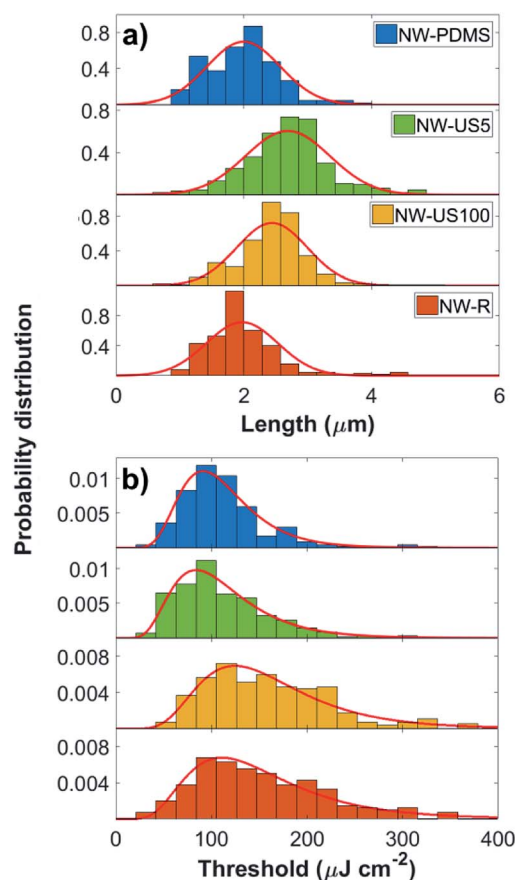 a)
0.8
0.4
NW-PDMS
0.8
0.4
NW-US5
0.8
0.4
NW-US100
0.8
0.4
NW-R
0 2 4 6
Length (μm)
Probability distribution
b)
0.01
0.005
0.01
0.005
0.008
0.004
0.008
0.004
0 100 200 300 400
Threshold (μJ cm-2)